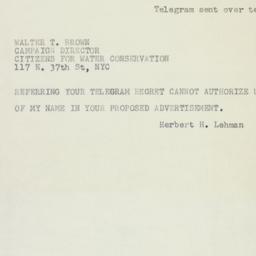 Telegram sent over
WALTER T. BROWN
CAMPAIGN DIRECTOR
CITIZENS FOR WATER CONSERVATION
117 N. 37th St, NYC
REFERRING YOUR TELEGRAM REGRET CANNOT AUTHORIZE
OF MY NAME IN YOUR PROPOSED ADVERTISEMENT.
Herbert H. Lehman